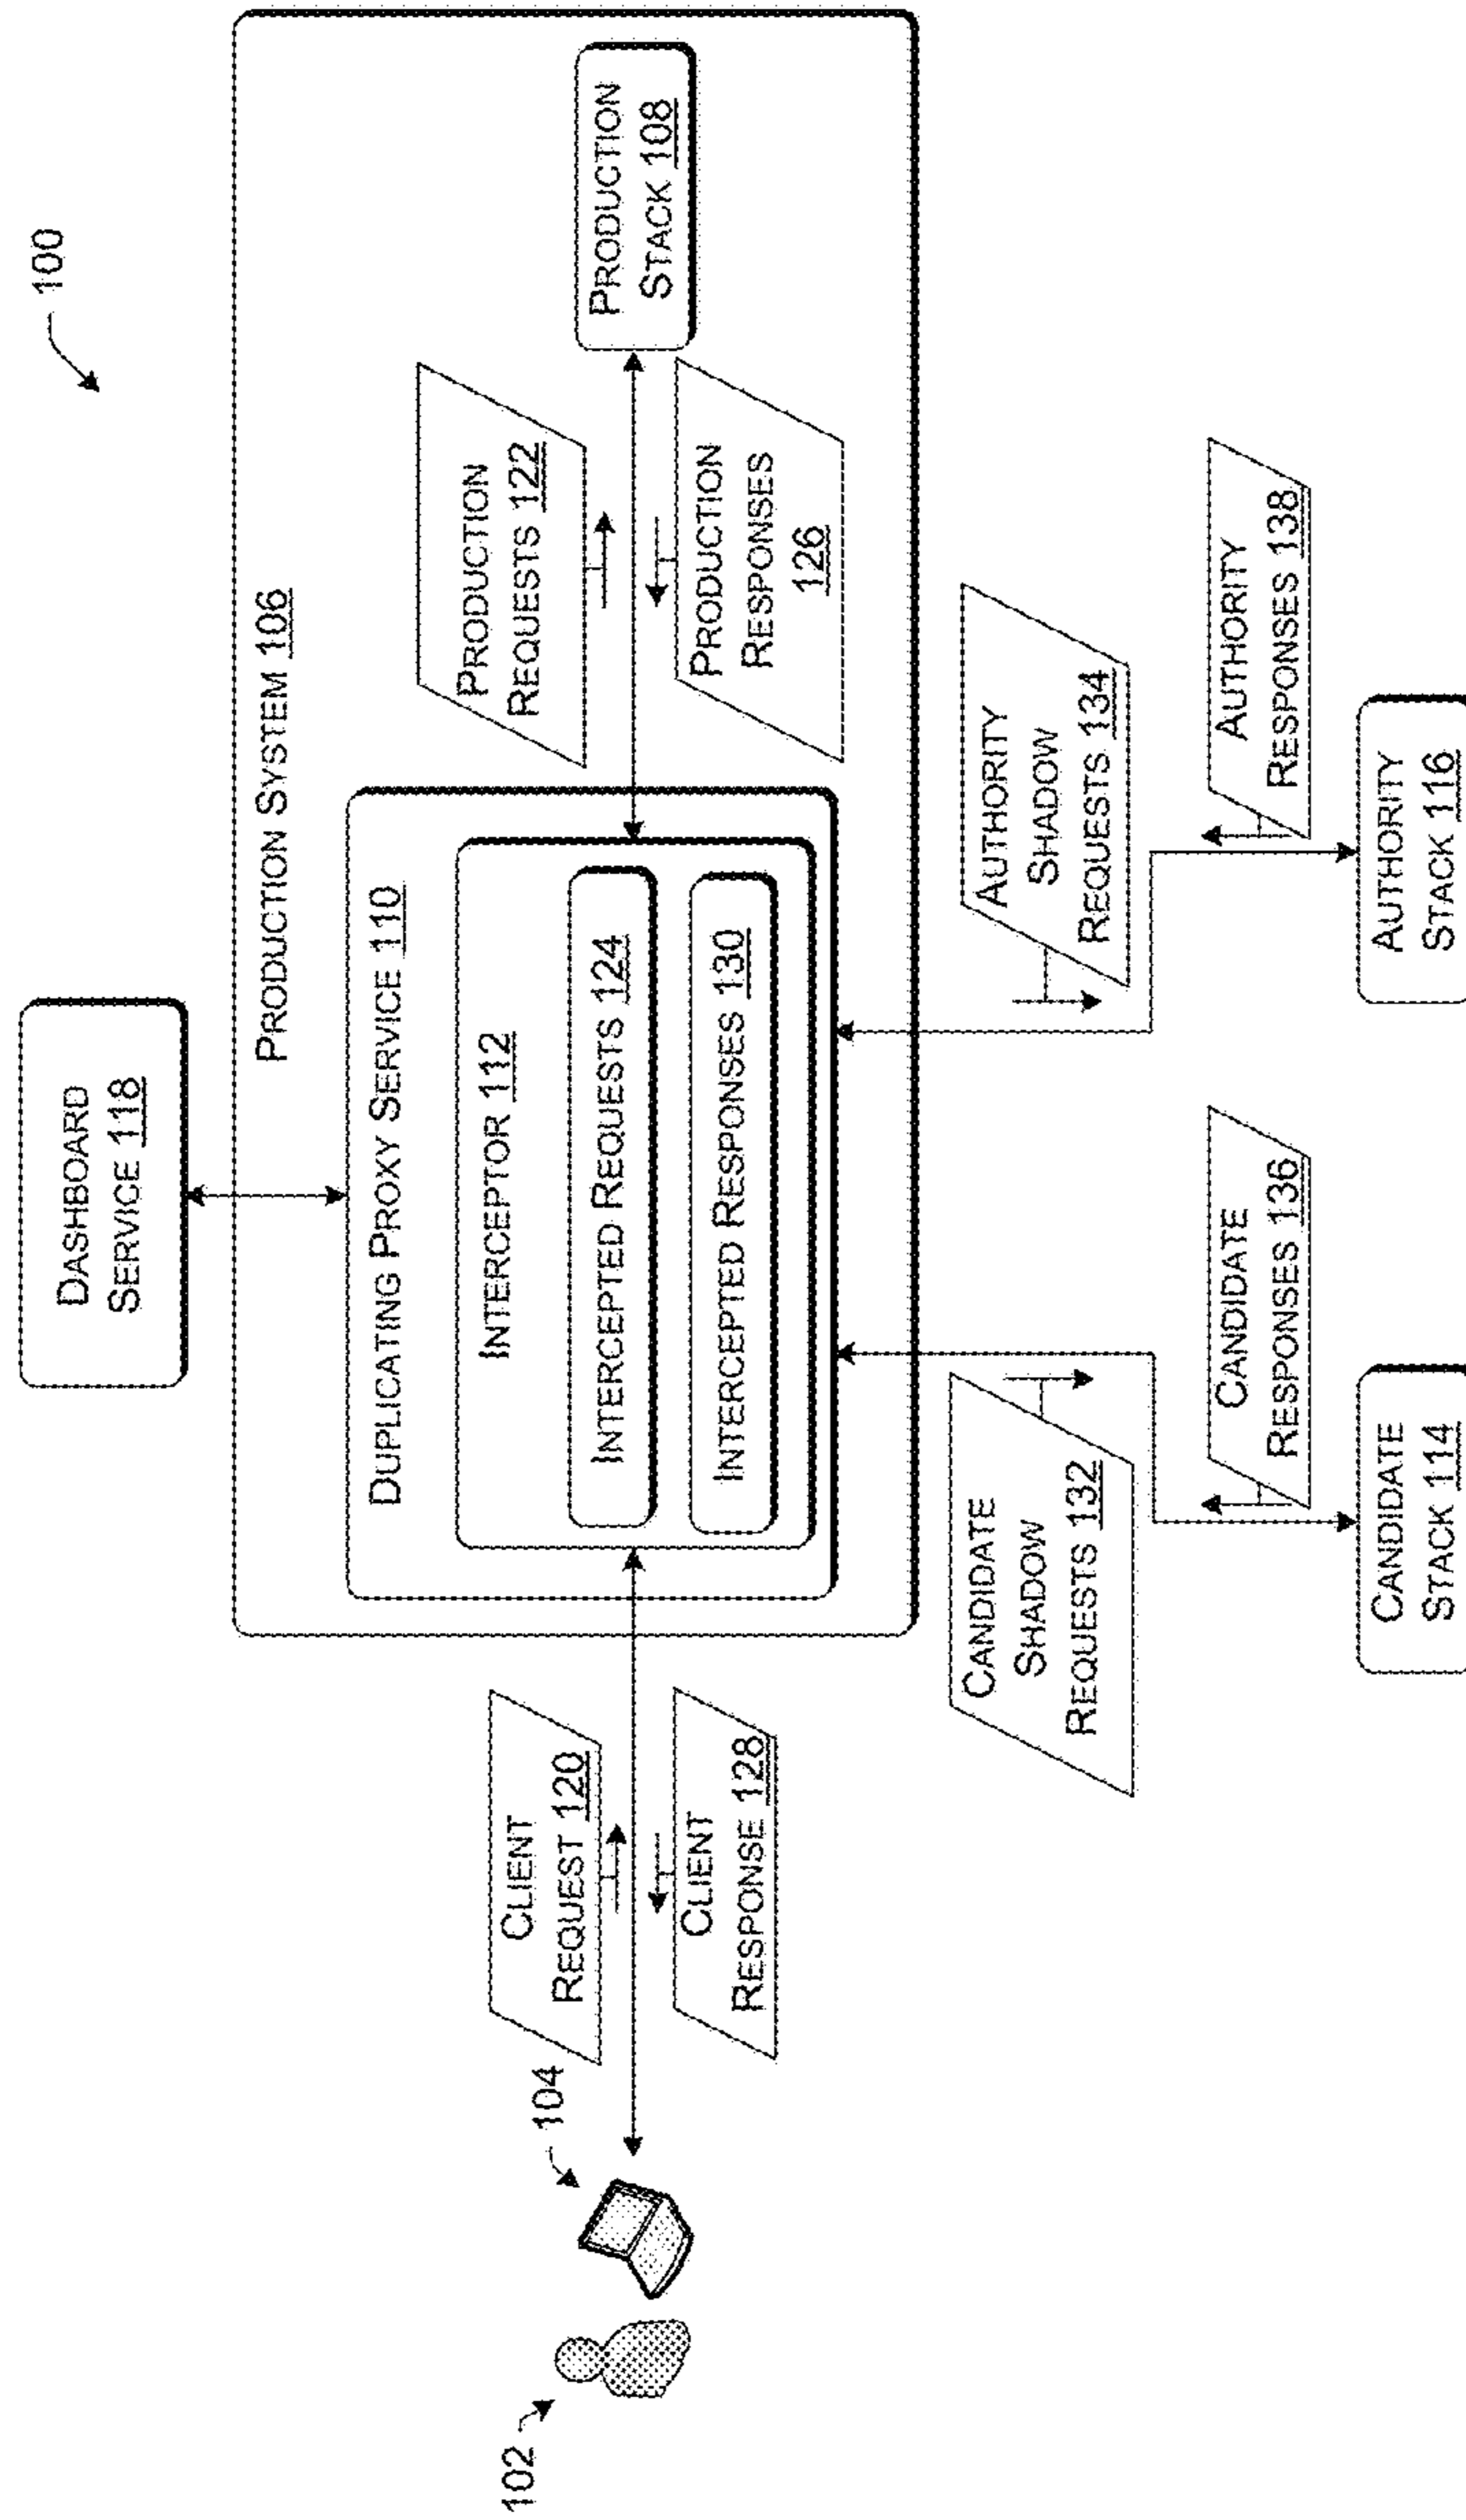 100
DASHBOARD
SERVICE 118
PRODUCTION SYSTEM 106
DUPLICATING PROXY SERVICE 110
INTERCEPTOR 112
INTERCEPTED REQUESTS 124
INTERCEPTED RESPONSES 130
PRODUCTION
REQUESTS 122
PRODUCTION
RESPONSES
126
PRODUCTION
STACK 108
102
104
CLIENT
REQUEST 120
CLIENT
RESPONSE 128
CANDIDATE
SHADOW
REQUESTS 132
AUTHORITY
SHADOW
REQUESTS 134
CANDIDATE
RESPONSES 136
AUTHORITY
RESPONSES 138
CANDIDATE
STACK 114
AUTHORITY
STACK 116